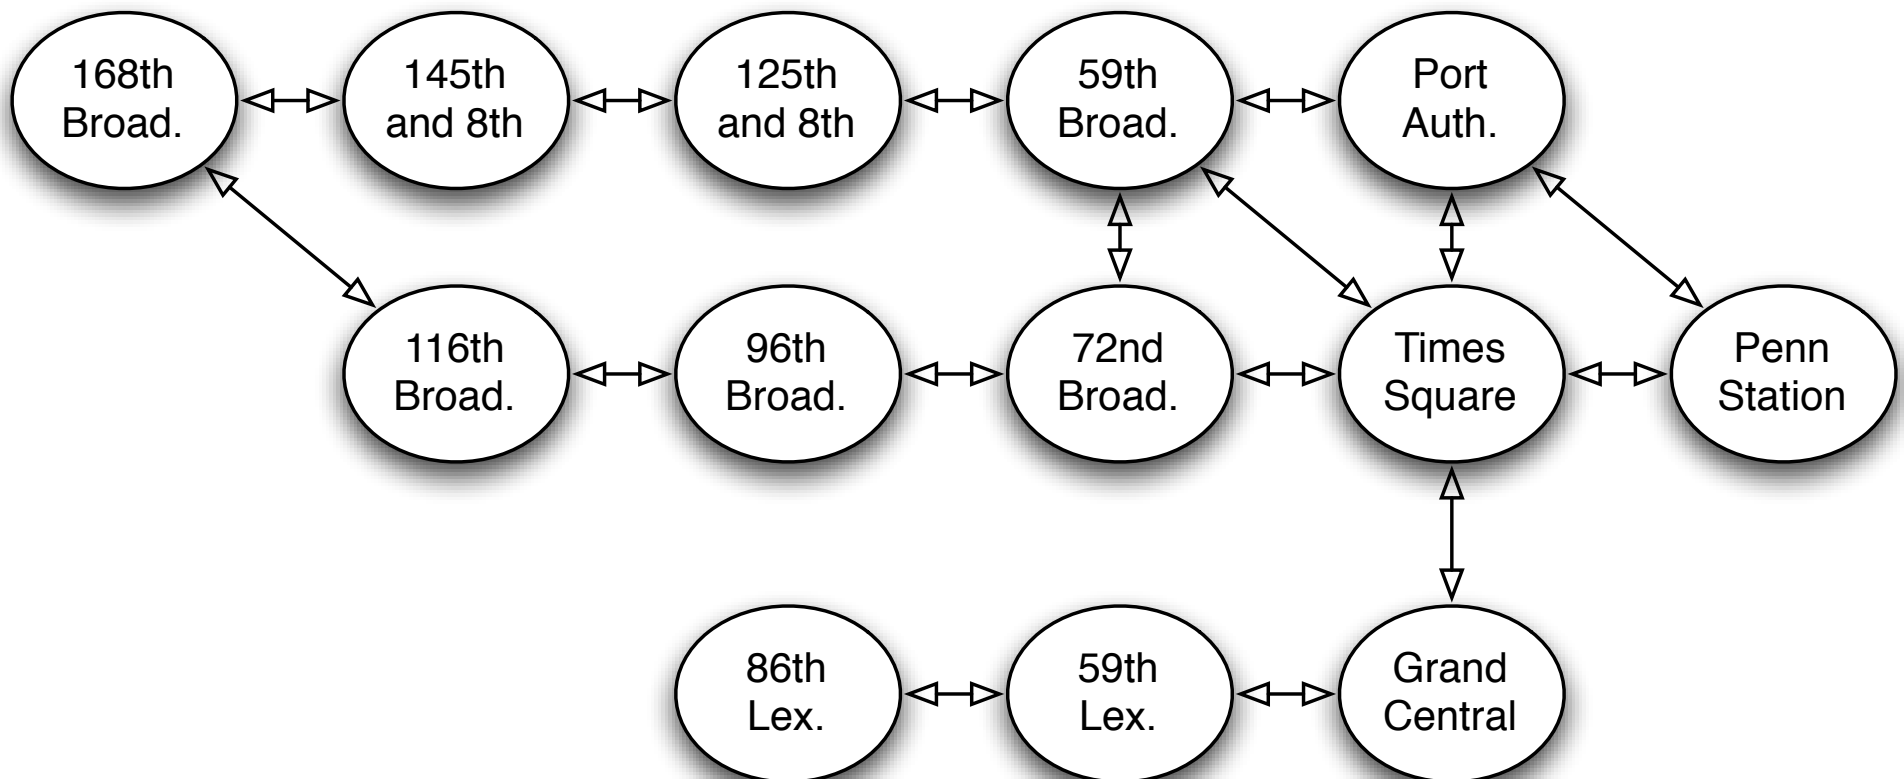 168th
Broad.
145th
and 8th
125th
and 8th
59th
Broad.
Port
Auth.
116th
Broad.
96th
Broad.
72nd
Broad.
Times
Square
Penn
Station
86th
Lex.
59th
Lex.
Grand
Central